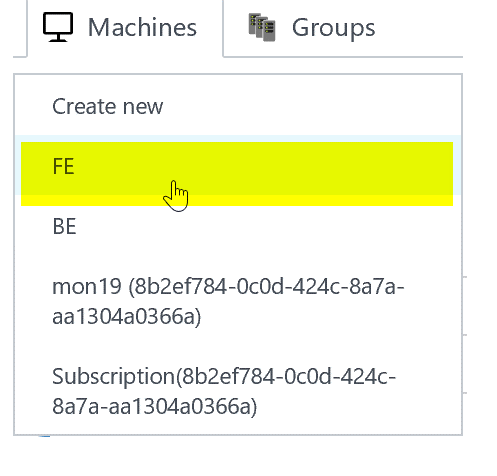 Machines Groups
Create new
FE
BE
mon19 (8b2ef784-0c0d-424c-8a7a-
aa1304a0366a)
Subscription(8b2ef784-0c0d-424c-
8a7a-aa1304a0366a)